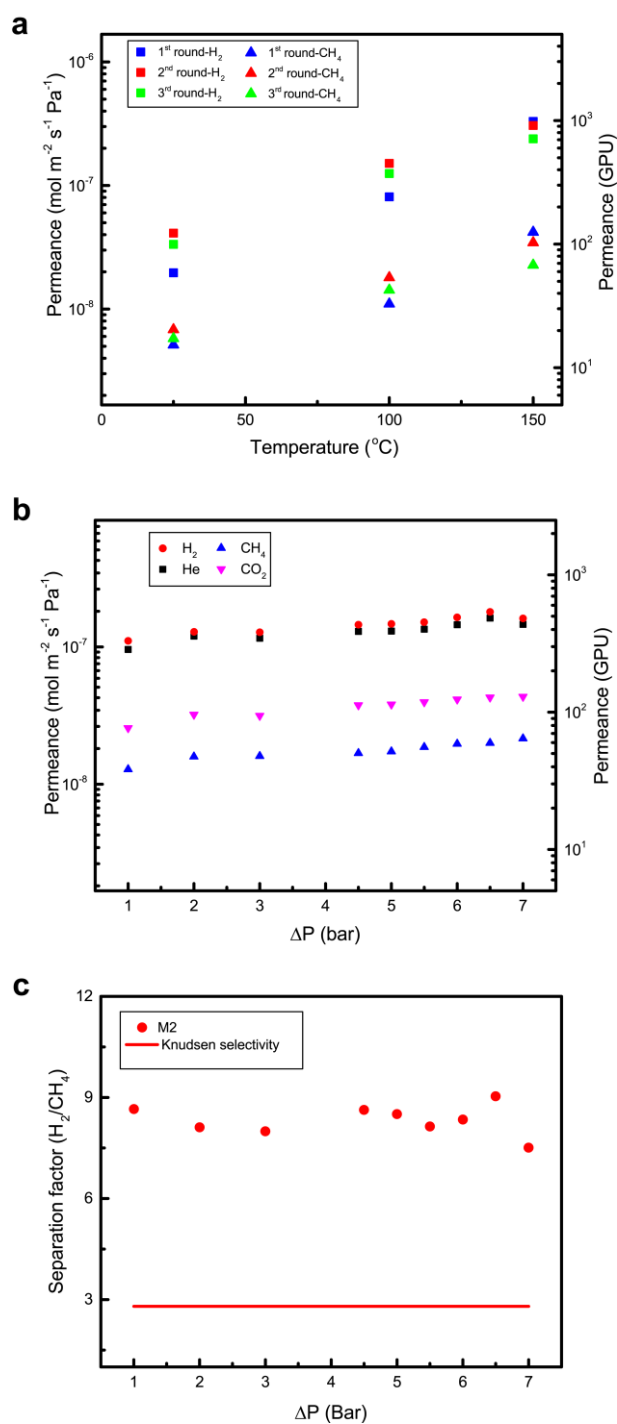 a
1st round-H2 1st round-CH4
2nd round-H2 2nd round-CH4
3rd round-H2 3rd round-CH4
Permeance (mol m-2 s-1 Pa-1)
10-6
10-7
10-8
Permeance (GPU)
103
102
101
0 50 100 150
Temperature (oC)
b
H2 CH4
He CO2
Permeance (mol m-2 s-1 Pa-1)
10-7
10-8
Permeance (GPU)
103
102
101
1 2 3 4 5 6 7
ΔP (bar)
c
M2
Knudsen selectivity
Separation factor (H2/CH4)
12
9
6
3
1 2 3 4 5 6 7
ΔP (Bar)